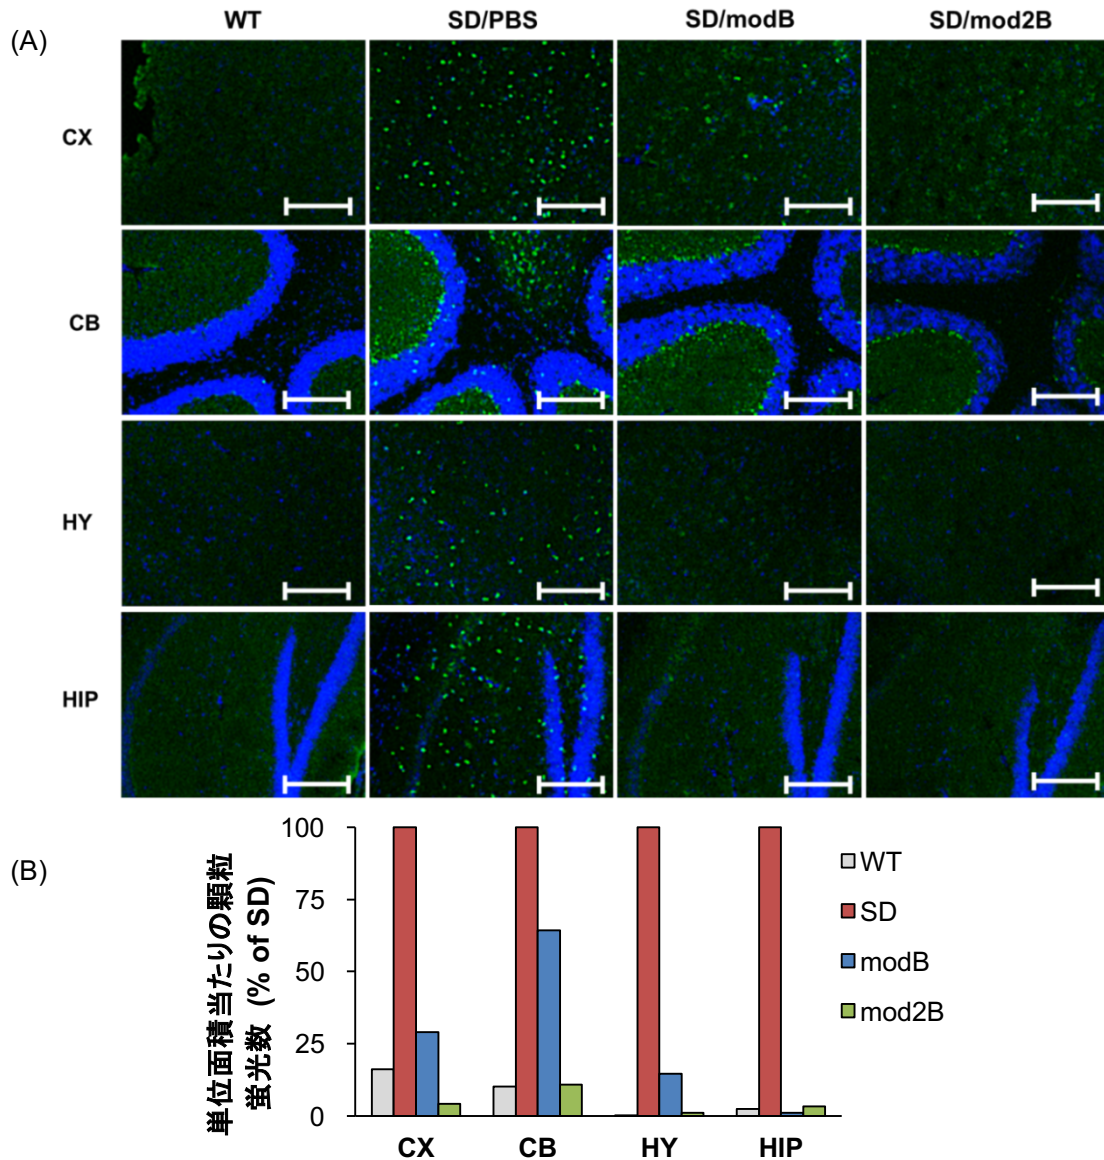 (A)
WT SD/PBS SD/modB SD/mod2B
CX
CB
HY
HIP
(B)
単位面積当たりの顆粒
蛍光数 (% of SD)
100
75
50
25
0
CX CB HY HIP
WT
SD
modB
mod2B